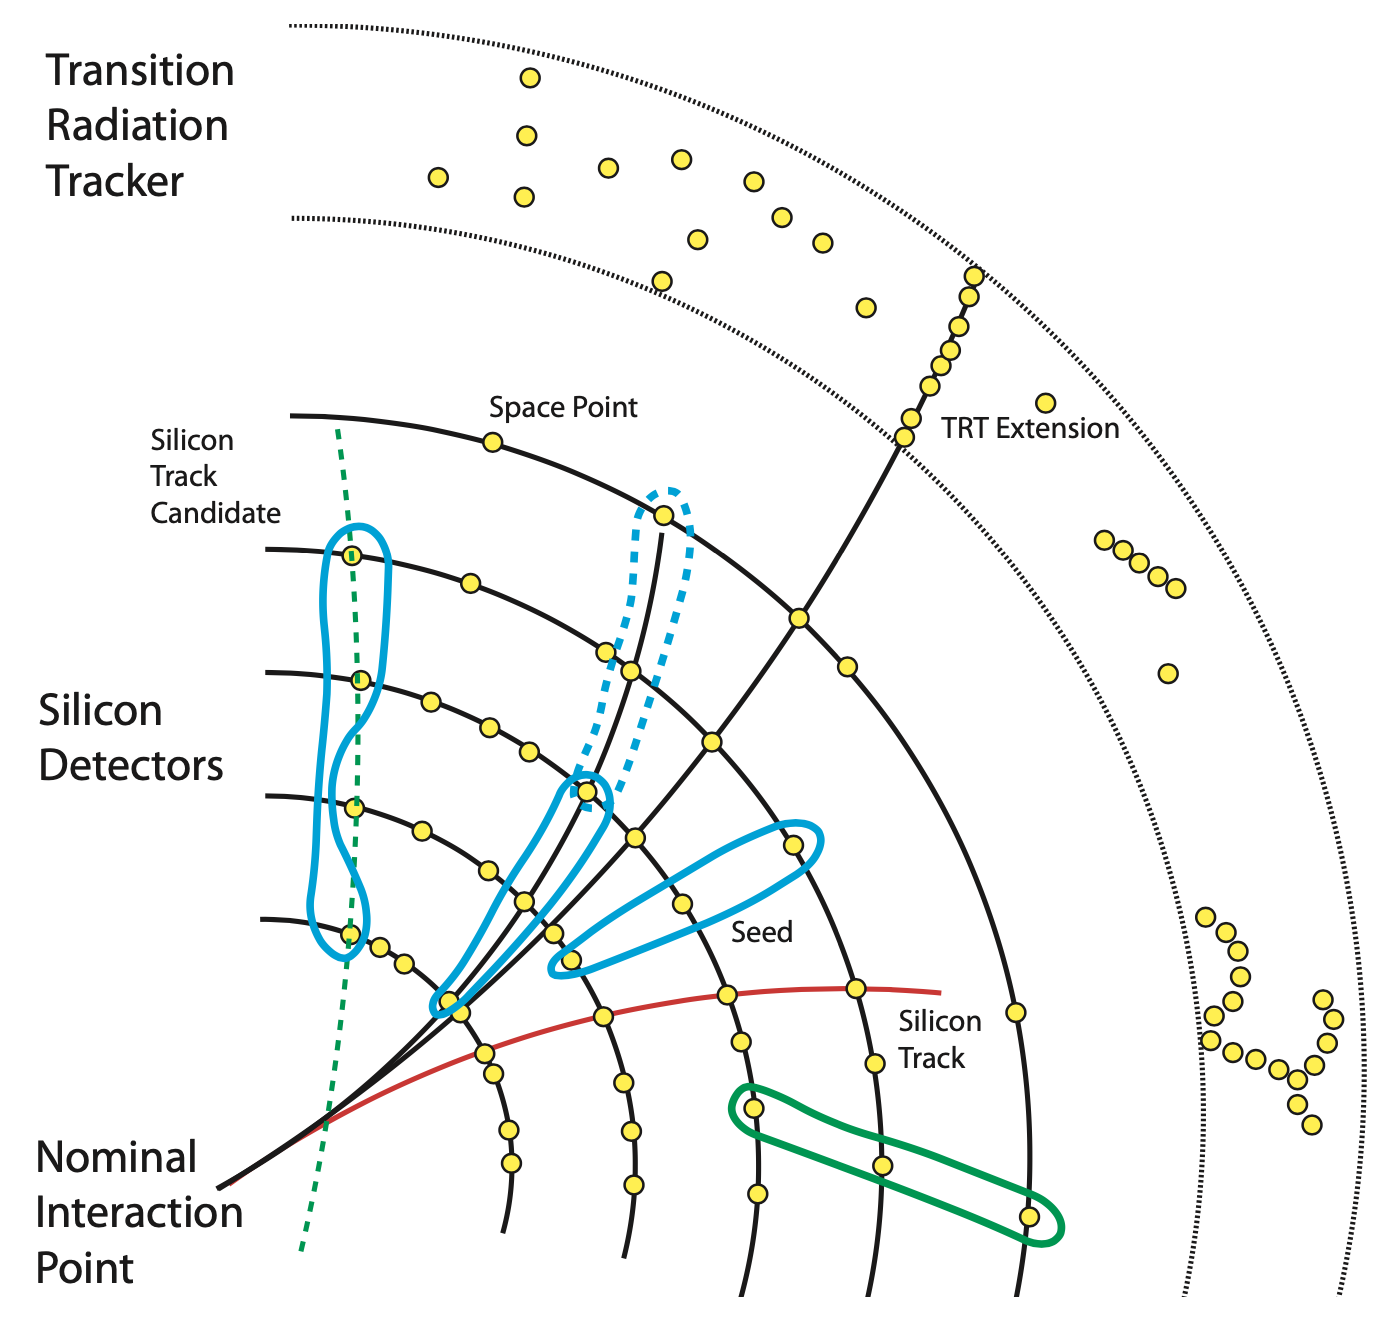 Transition
Radiation
Tracker
Space Point
TRT Extension
Silicon
Track
Candidate
Silicon
Detectors
Seed
Silicon
Track
Nominal
Interaction
Point